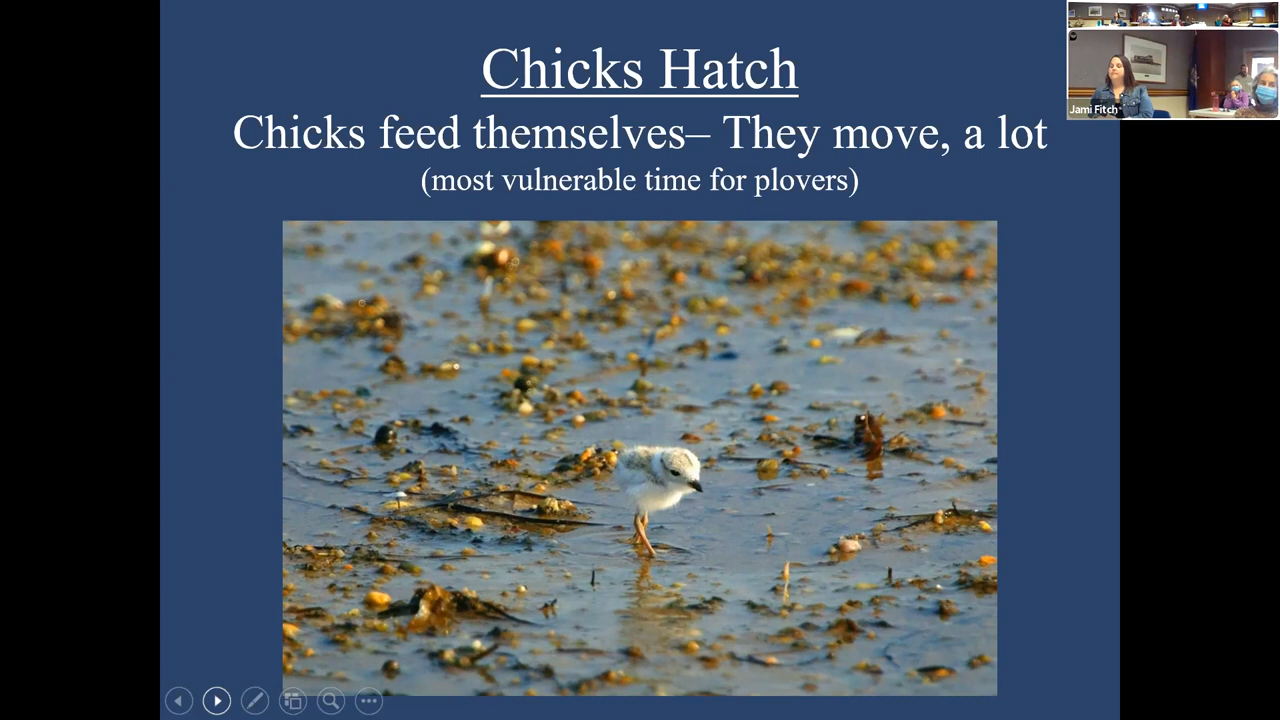 Chicks Hatch
Chicks feed themselves– They move, a lot
(most vulnerable time for plovers)
Jami Fitch